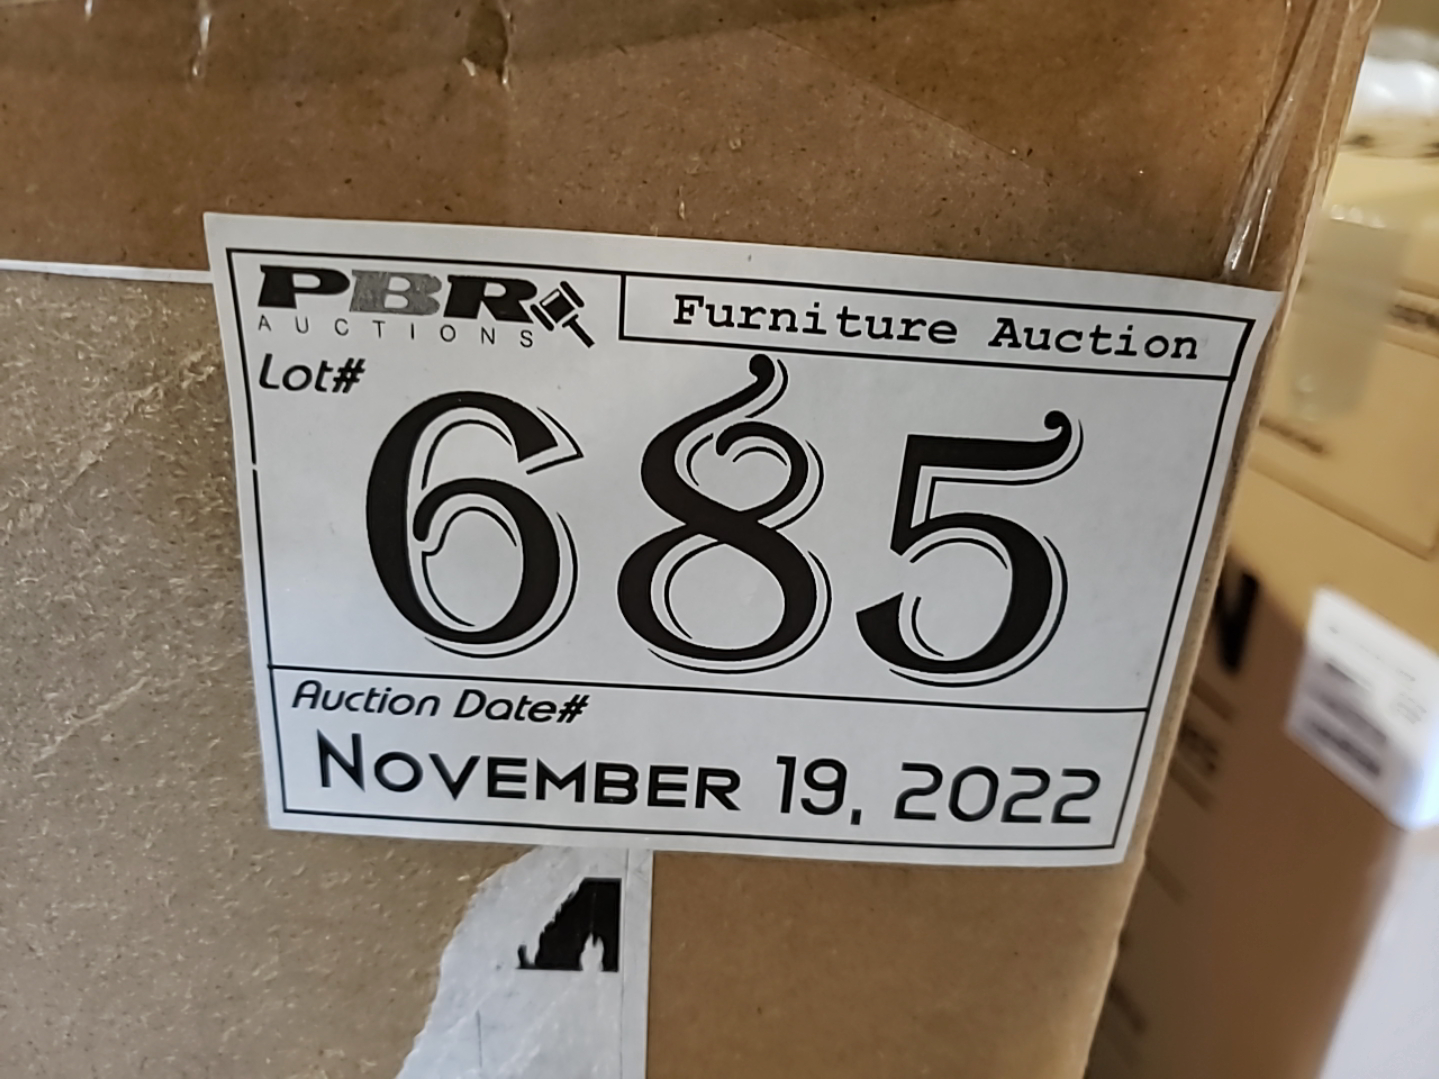 PBR
AUCTIONS
Furniture Auction
Lot#
685
Auction Date#
NOVEMBER 19, 2022